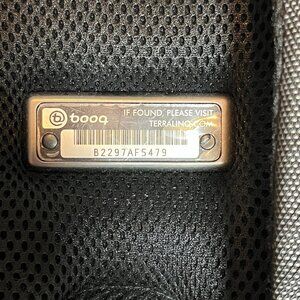 booq
IF FOUND, PLEASE VISIT
TERRALINQ.COM
B2297AF5479